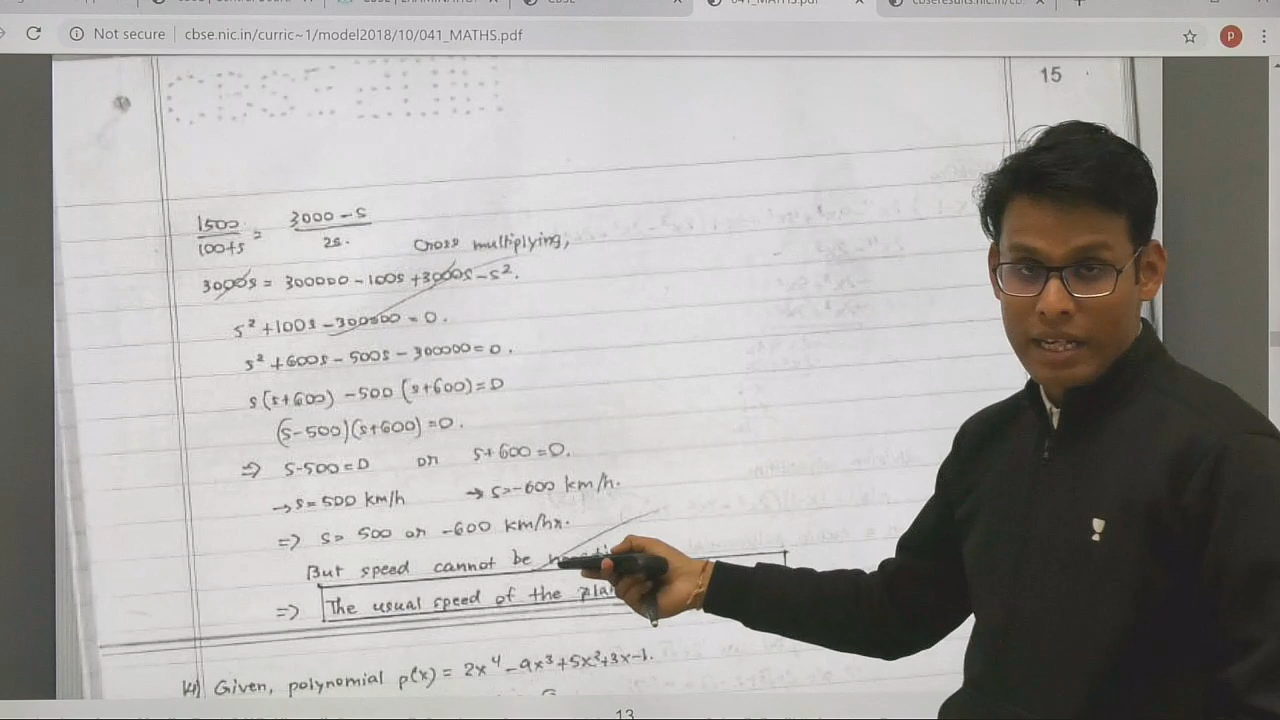 041_MATHS.pdf
Not secure cbse.nic.in/curric~1/model2018/10/041_MATHS.pdf
P
15
1500/100+s = 3000-s/2s. Cross multiplying,
3000s = 300000 - 100s + 3000s - s².
s² + 100s - 300000 = 0.
s² + 600s - 500s - 300000 = 0.
s(s+600) - 500 (s+600) = 0
(s-500)(s+600) = 0.
⇒ s-500 = 0 or s+600 = 0.
→ s = 500 km/h → s = -600 km/h.
⇒ s = 500 or -600 km/hr.
But speed cannot be
⇒ The usual speed of the
Given, polynomial p(x) = 2x⁴ - 9x³ + 5x² + 3x - 1.
13